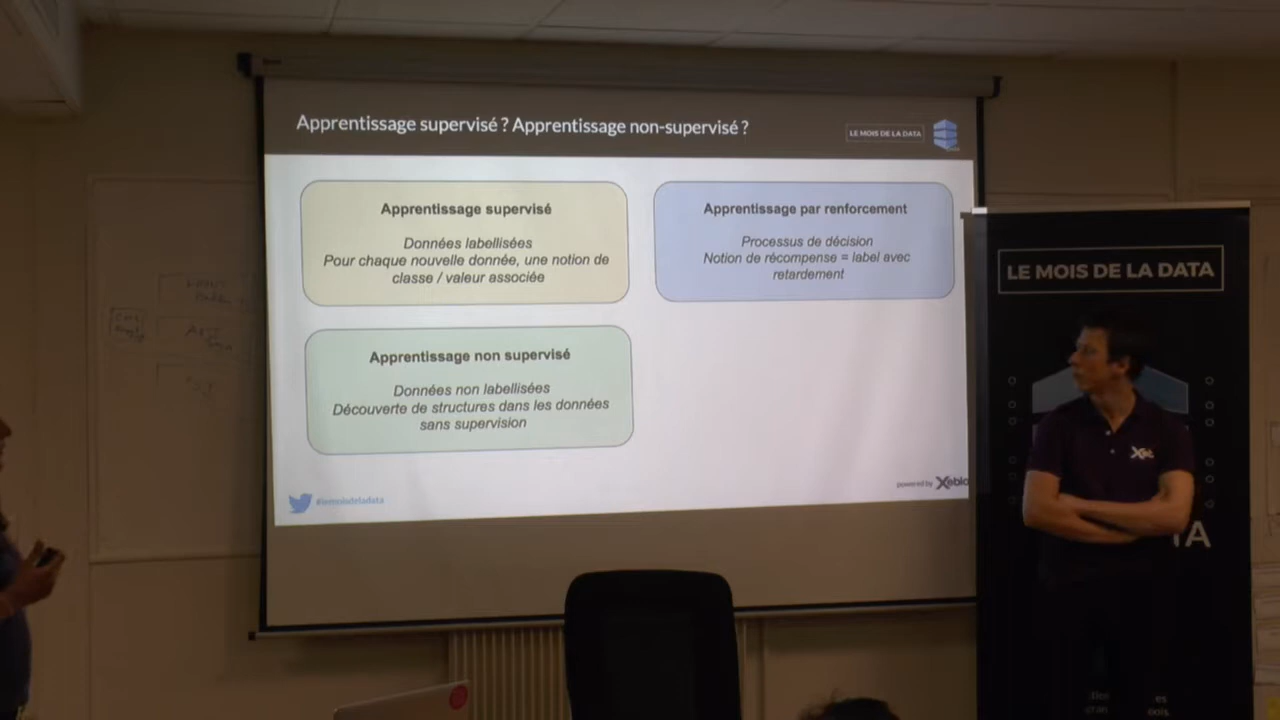 Apprentissage supervisé ? Apprentissage non-supervisé ?
LE MOIS DE LA DATA
Apprentissage supervisé
Données labellisées
Pour chaque nouvelle donnée, une notion de
classe / valeur associée
Apprentissage par renforcement
Processus de décision
Notion de récompense = label avec
retardement
Apprentissage non supervisé
Données non labellisées
Découverte de structures dans les données
sans supervision
#lemoisdeladata
powered by Xebia
LE MOIS DE LA DATA
Xeb
TA